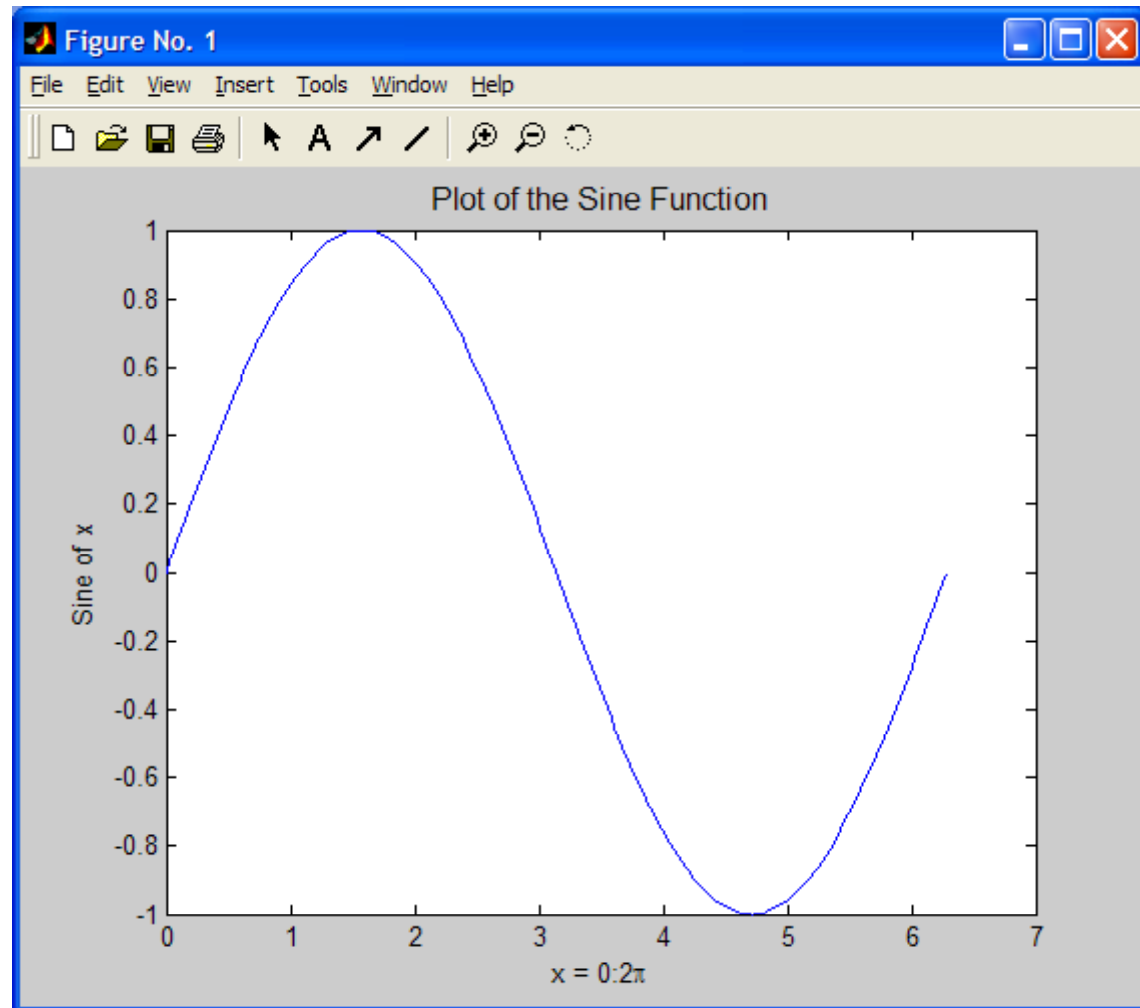 Figure No. 1
File Edit View Insert Tools Window Help
A
Plot of the Sine Function
1
0.8
0.6
0.4
0.2
0
-0.2
-0.4
-0.6
-0.8
-1
Sine of x
0 1 2 3 4 5 6 7
x = 0:2π